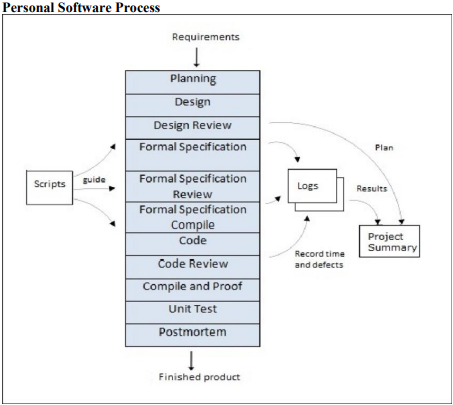 Personal Software Process
Requirements
Planning
Design
Design Review
Formal Specification
Formal Specification
Review
Formal Specification
Compile
Code
Code Review
Compile and Proof
Unit Test
Postmortem
Finished product
Scripts
guide
Logs
Plan
Results
Record time
and defects
Project
Summary